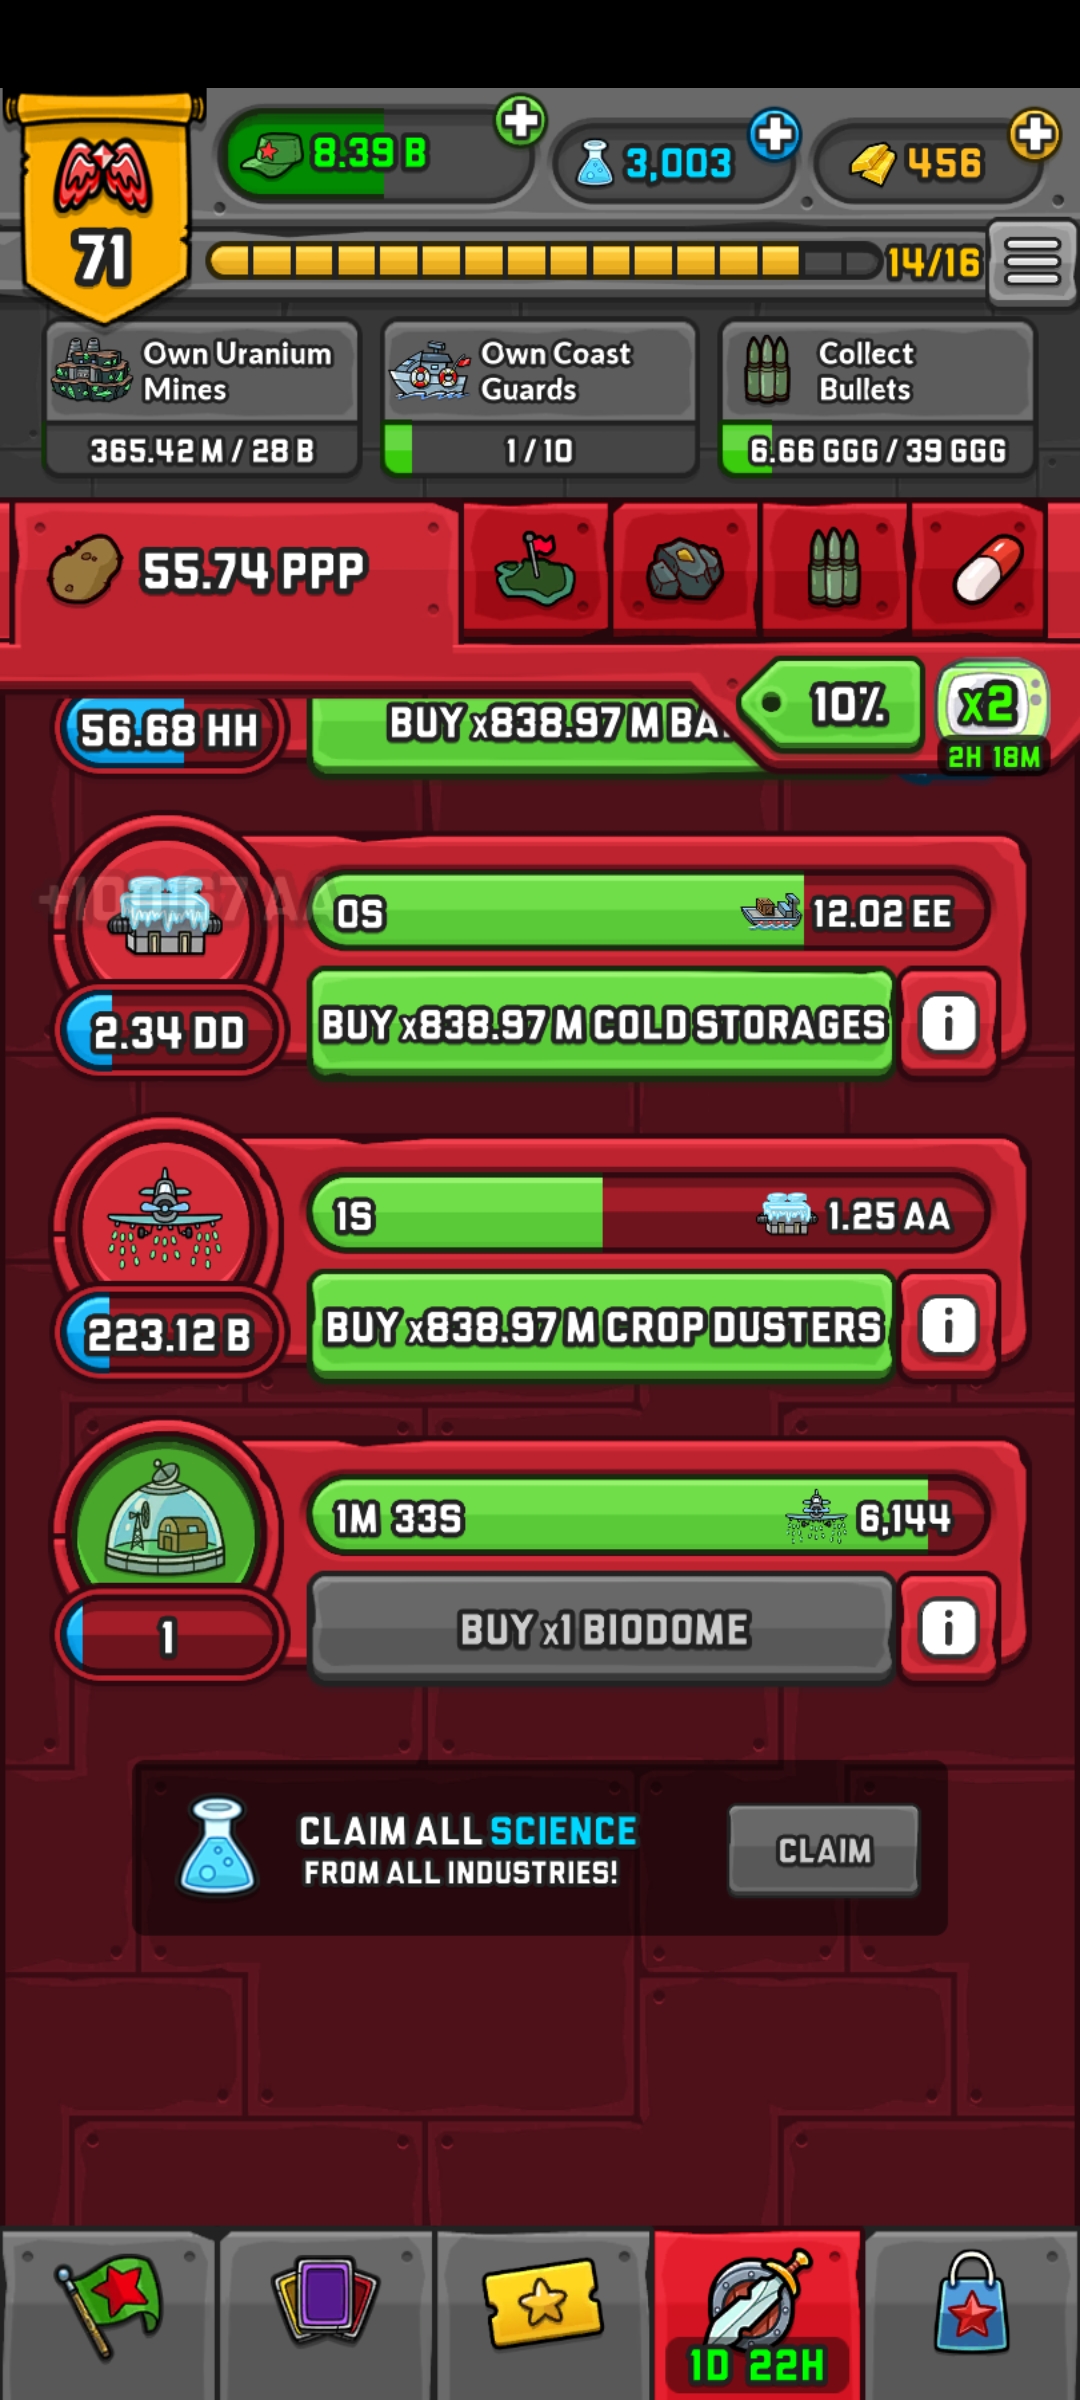 8.39 B
3,003
456
71
14/16
Own Uranium
Mines
365.42 M / 28 B
Own Coast
Guards
1 / 10
Collect
Bullets
6.66 GGG / 39 GGG
55.74 PPP
10%
x2
2H 18M
56.68 HH
BUY x838.97 M BA
0S
12.02 EE
2.34 DD
BUY x838.97 M COLD STORAGES
i
1S
1.25 AA
223.12 B
BUY x838.97 M CROP DUSTERS
i
1M 33S
6,144
1
BUY x1 BIODOME
i
CLAIM ALL SCIENCE
FROM ALL INDUSTRIES!
CLAIM
1D 22H